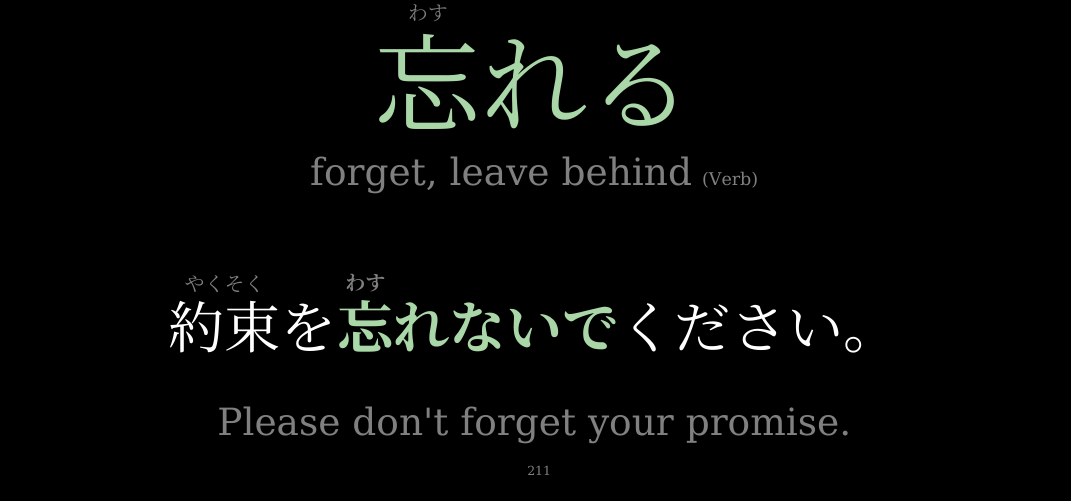 わす
忘れる
forget, leave behind (Verb)
やくそく わす
約束を忘れないでください。
Please don't forget your promise.
211